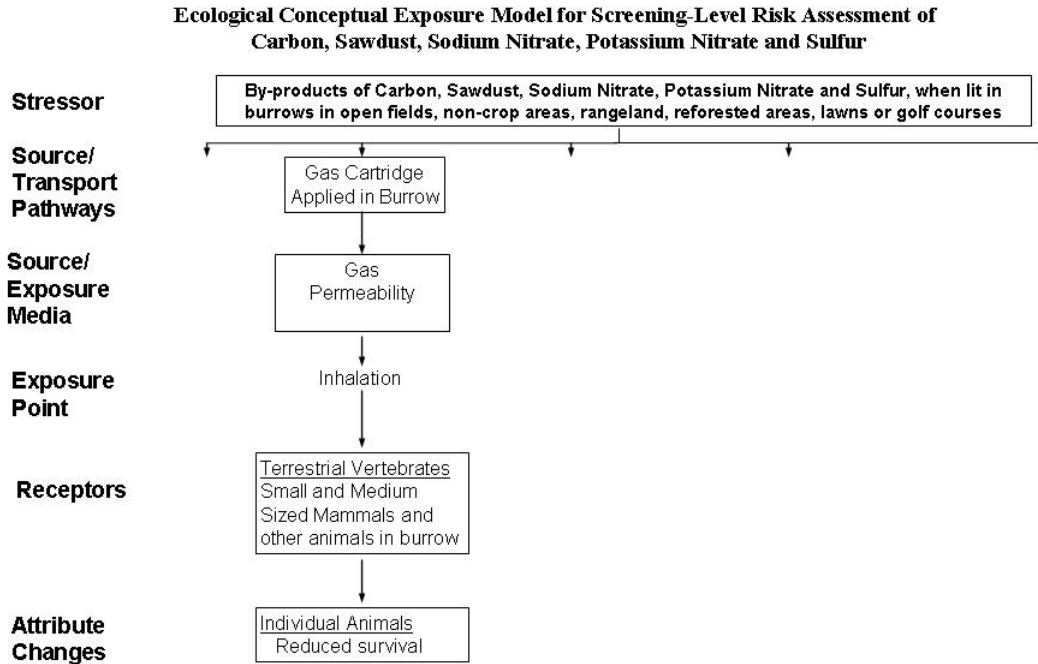 Ecological Conceptual Exposure Model for Screening-Level Risk Assessment of
Carbon, Sawdust, Sodium Nitrate, Potassium Nitrate and Sulfur
Stressor
By-products of Carbon, Sawdust, Sodium Nitrate, Potassium Nitrate and Sulfur, when lit in
burrows in open fields, non-crop areas, rangeland, reforested areas, lawns or golf courses
Source/
Transport
Pathways
Gas Cartridge
Applied in Burrow
Source/
Exposure
Media
Gas
Permeability
Exposure
Point
Inhalation
Receptors
Terrestrial Vertebrates
Small and Medium
Sized Mammals and
other animals in burrow
Attribute
Changes
Individual Animals
Reduced survival